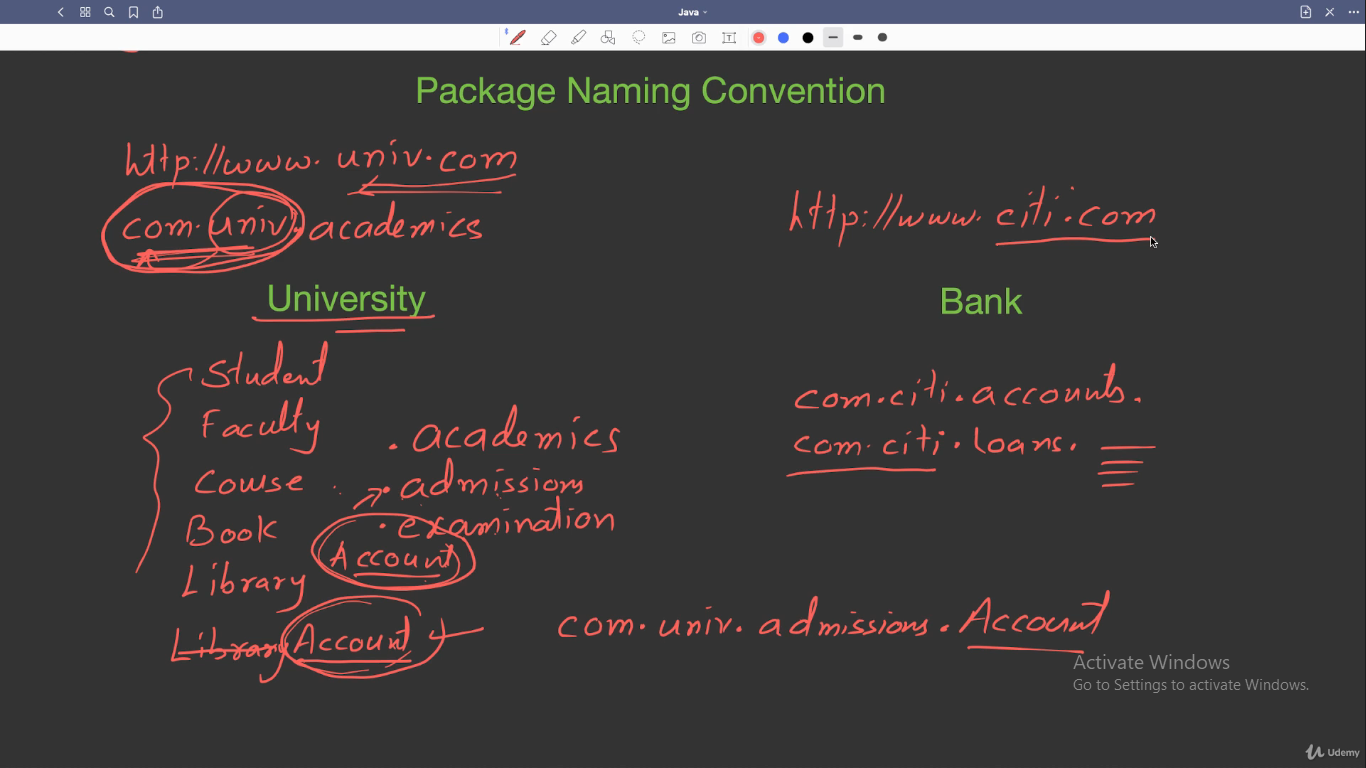 Java
Package Naming Convention
http://www.univ.com
com.univ.academics
http://www.citi.com
University
Bank
Student
Faculty
Course
Book
Library
Library Account
.academics
.admissions
.examination
Account
com.citi.accounts.
com.citi.loans.
com.univ.admissions.Account
Activate Windows
Go to Settings to activate Windows.
Udemy